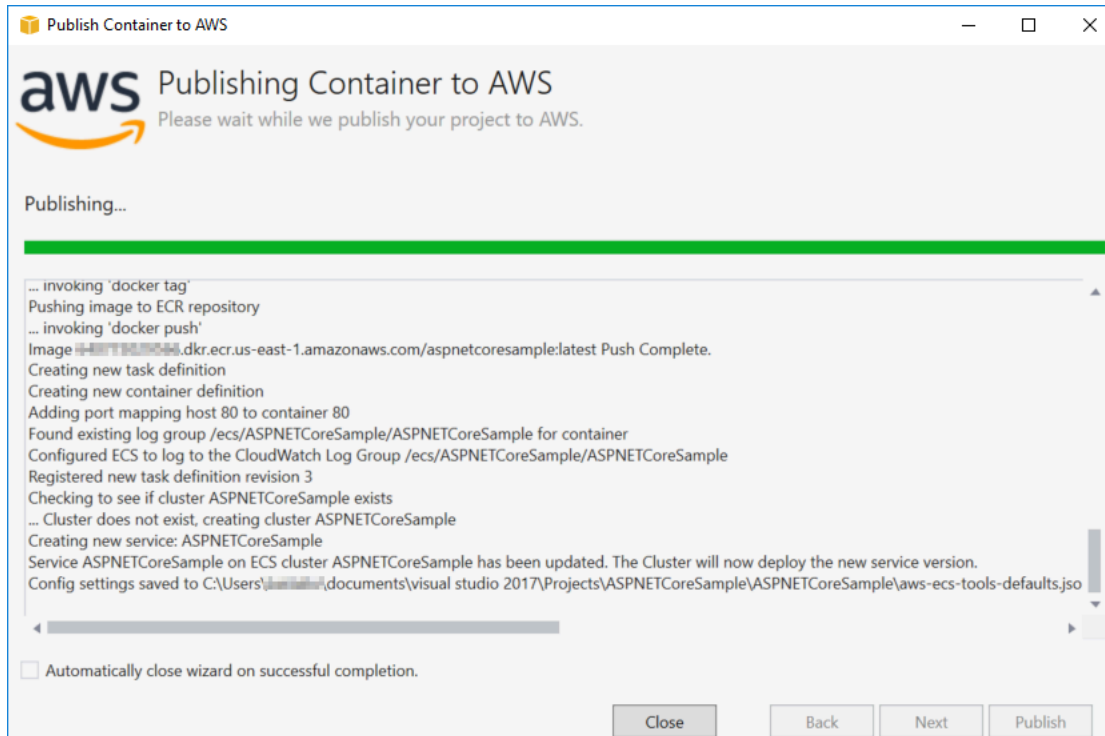 Publish Container to AWS
aws
Publishing Container to AWS
Please wait while we publish your project to AWS.
Publishing...
... invoking 'docker tag'
Pushing image to ECR repository
... invoking 'docker push'
Image .dkr.ecr.us-east-1.amazonaws.com/aspnetcoresample:latest Push Complete.
Creating new task definition
Creating new container definition
Adding port mapping host 80 to container 80
Found existing log group /ecs/ASPNETCoreSample/ASPNETCoreSample for container
Configured ECS to log to the CloudWatch Log Group /ecs/ASPNETCoreSample/ASPNETCoreSample
Registered new task definition revision 3
Checking to see if cluster ASPNETCoreSample exists
... Cluster does not exist, creating cluster ASPNETCoreSample
Creating new service: ASPNETCoreSample
Service ASPNETCoreSample on ECS cluster ASPNETCoreSample has been updated. The Cluster will now deploy the new service version.
Config settings saved to C:\Users\\documents\visual studio 2017\Projects\ASPNETCoreSample\ASPNETCoreSample\aws-ecs-tools-defaults.jso
Automatically close wizard on successful completion.
Close
Back
Next
Publish